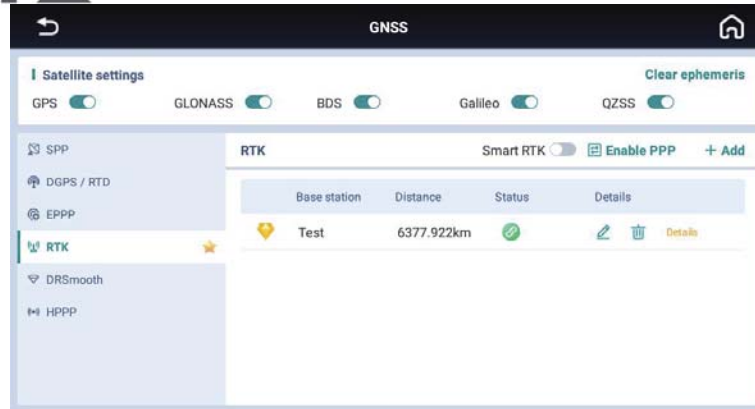 GNSS
Satellite settings
Clear ephemeris
GPS GLONASS BDS Galileo QZSS
SPP
DGPS / RTD
EPPP
RTK
DRSmooth
HPPP
RTK Smart RTK Enable PPP + Add
Base station Distance Status Details
Test 6377.922km Details